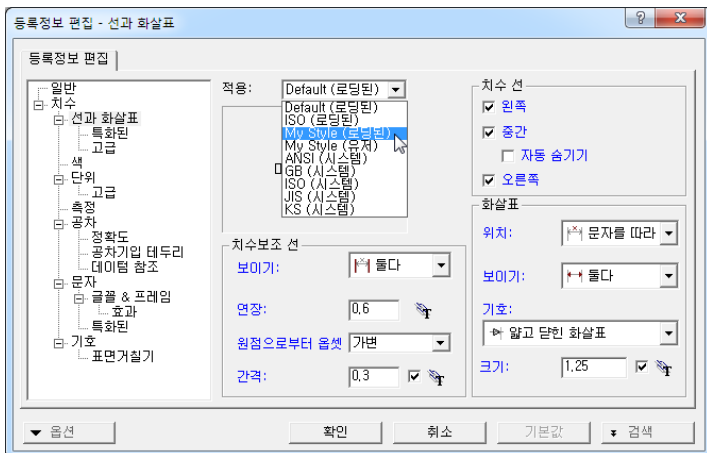 등록정보 편집 - 선과 화살표
등록정보 편집
일반
치수
선과 화살표
특화된
고급
색
단위
고급
측정
공차
정확도
공차기입 테두리
데이텀 참조
문자
글꼴 & 프레임
효과
특화된
기호
표면거칠기
적용:
Default (로딩된)
Default (로딩된)
ISO (로딩된)
My Style (로딩된)
My Style (유저)
ANSI (시스템)
GB (시스템)
ISO (시스템)
JIS (시스템)
KS (시스템)
치수보조 선
보이기: 둘다
연장: 0,6
원점으로부터 옵셋 가변
간격: 0,3
치수 선
왼쪽
중간
자동 숨기기
오른쪽
화살표
위치: 문자를 따라
보이기: 둘다
기호:
얇고 닫힌 화살표
크기: 1,25
옵션
확인
취소
기본값
검색